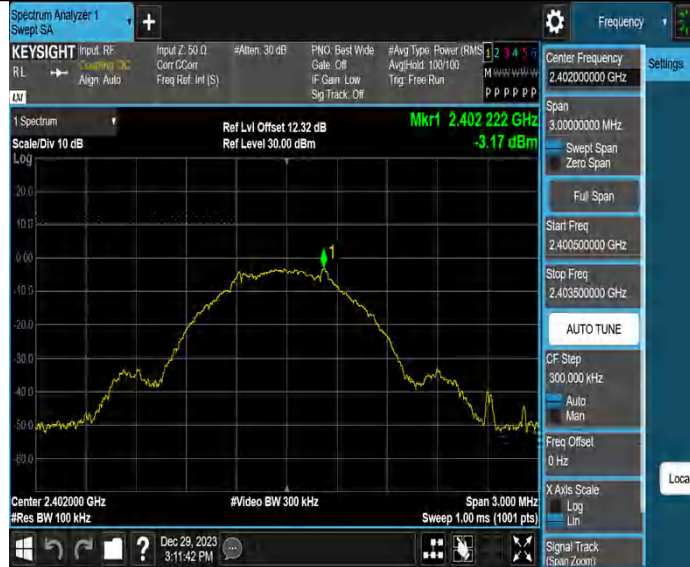 Spectrum Analyzer 1
Swept SA
+
Frequency
KEYSIGHT
RL
LXI
Input: RF
Coupling: DC
Align: Auto
Input Z: 50 Ω
Corr CCorr
Freq Ref: Int (S)
#Atten: 30 dB
PNO: Best Wide
Gate: Off
IF Gain: Low
Sig Track: Off
#Avg Type: Power (RMS
Avg|Hold: 100/100
Trig: Free Run
1 2 3 4 5 6
M W W W W W
P P P P P P
1 Spectrum
Scale/Div 10 dB
Log
Ref Lvl Offset 12.32 dB
Ref Level 30.00 dBm
Mkr1 2.402 222 GHz
-3.17 dBm
20.0
10.0
0.00
-10.0
-20.0
-30.0
-40.0
-50.0
-60.0
1
Center 2.402000 GHz
#Res BW 100 kHz
#Video BW 300 kHz
Span 3.000 MHz
Sweep 1.00 ms (1001 pts)
?
Dec 29, 2023
3:11:42 PM
Center Frequency
2.402000000 GHz
Span
3.00000000 MHz
Swept Span
Zero Span
Full Span
Start Freq
2.400500000 GHz
Stop Freq
2.403500000 GHz
AUTO TUNE
CF Step
300.000 kHz
Auto
Man
Freq Offset
0 Hz
X Axis Scale
Log
Lin
Signal Track
(Span Zoom)
Settings
Loca